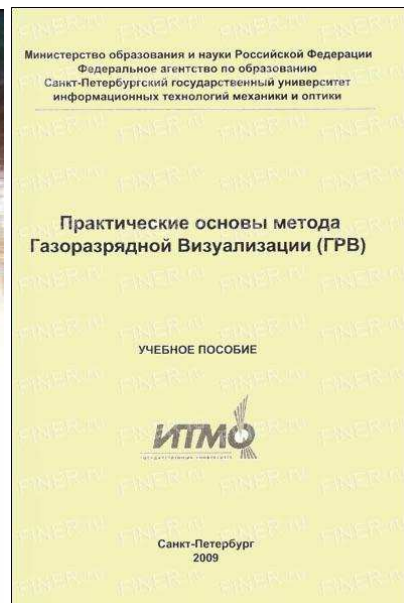 Министерство образования и науки Российской Федерации
Федеральное агентство по образованию
Санкт-Петербургский государственный университет
информационных технологий механики и оптики
Практические основы метода
Газоразрядной Визуализации (ГРВ)
УЧЕБНОЕ ПОСОБИЕ
ИТМО
Санкт-Петербург
2009